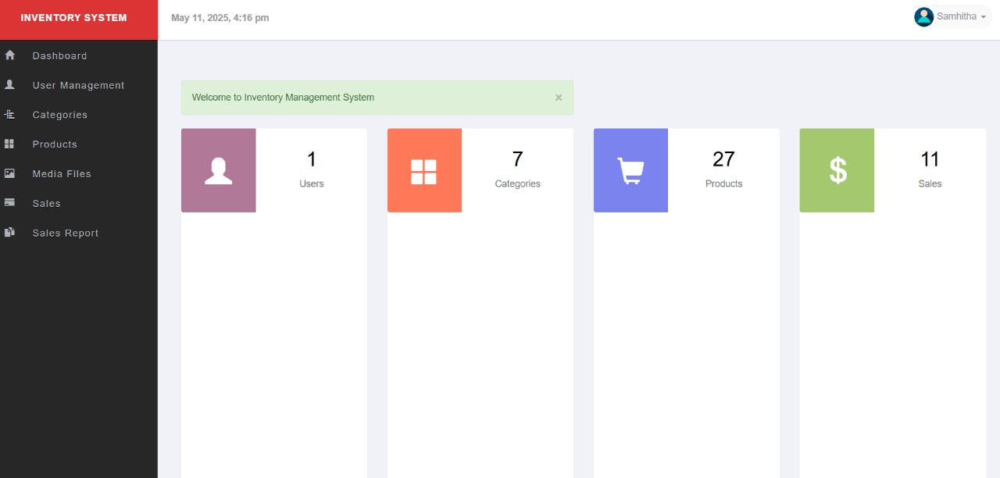 INVENTORY SYSTEM
May 11, 2025, 4:16 pm
Samhitha
Dashboard
User Management
Categories
Products
Media Files
Sales
Sales Report
Welcome to Inventory Management System ×
1
Users
7
Categories
27
Products
$
11
Sales